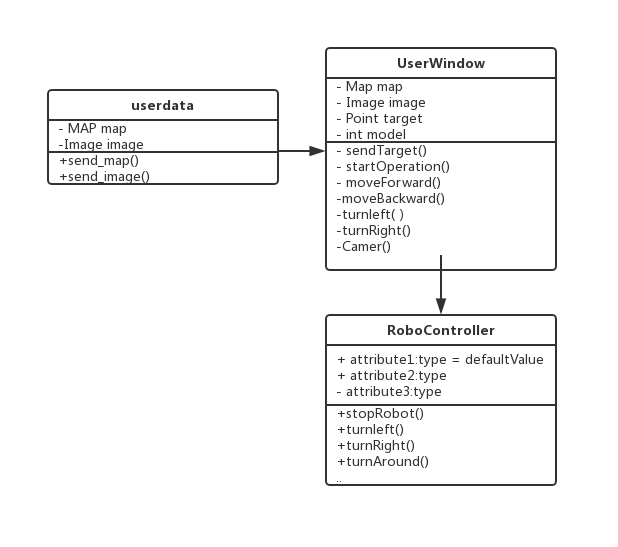 userdata
- MAP map
-Image image
+send_map()
+send_image()
UserWindow
- Map map
- Image image
- Point target
- int model
- sendTarget()
- startOperation()
- moveForward()
-moveBackward()
-turnleft( )
-turnRight()
-Camer()
RoboController
+ attribute1:type = defaultValue
+ attribute2:type
- attribute3:type
+stopRobot()
+turnleft()
+turnRight()
+turnAround()
..